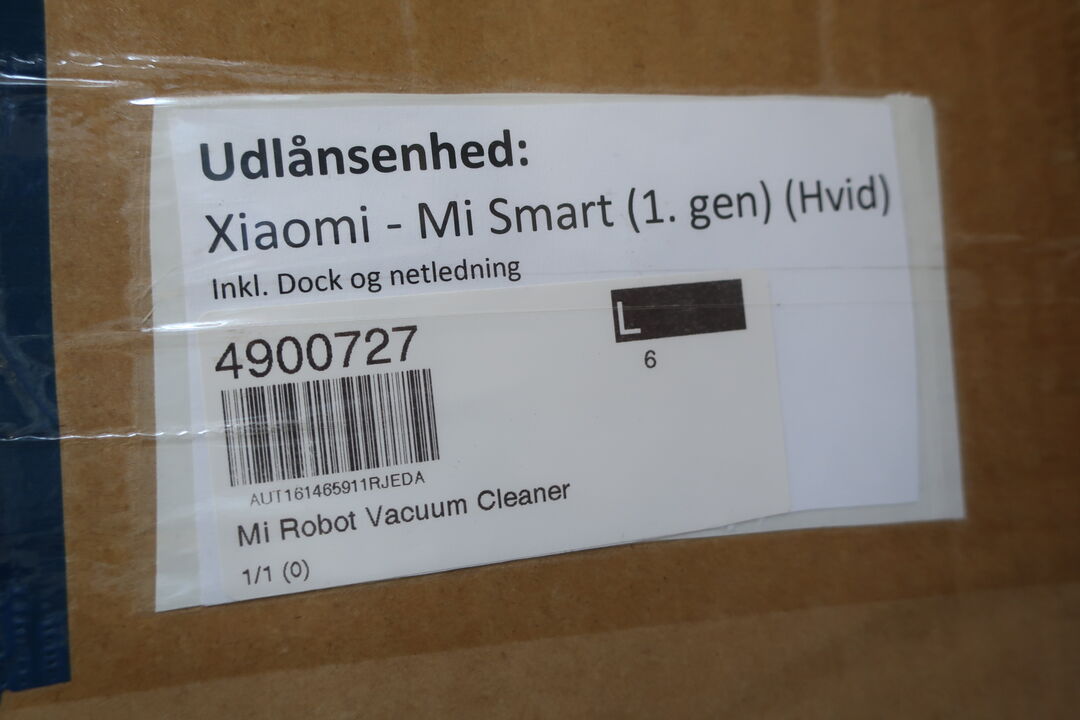 Udlånsenhed:
Xiaomi - Mi Smart (1. gen) (Hvid)
Inkl. Dock og netledning
4900727
L
6
AUT161465911RJEDA
Mi Robot Vacuum Cleaner
1/1 (0)